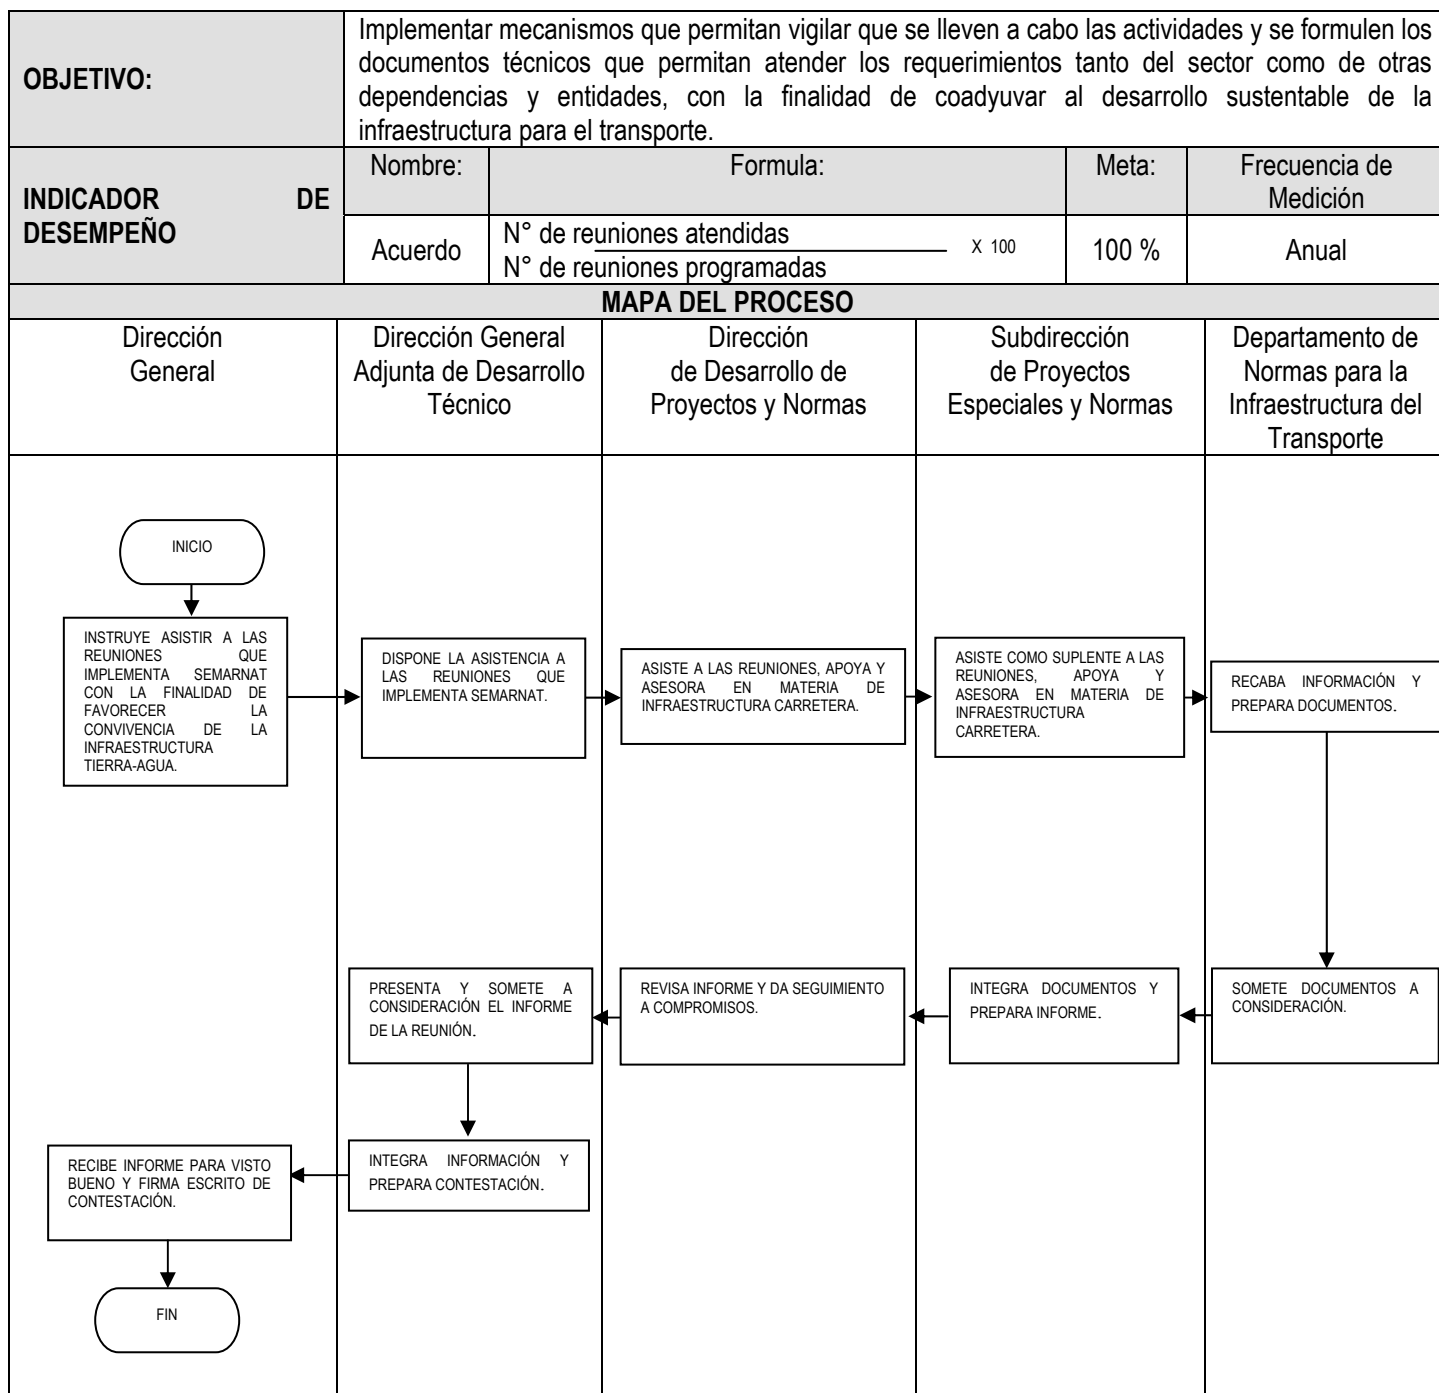 OBJETIVO:
Implementar mecanismos que permitan vigilar que se lleven a cabo las actividades y se formulen los
documentos técnicos que permitan atender los requerimientos tanto del sector como de otras
dependencias y entidades, con la finalidad de coadyuvar al desarrollo sustentable de la
infraestructura para el transporte.
INDICADOR DE
DESEMPEÑO
Nombre:
Formula:
Meta:
Frecuencia de
Medición
Acuerdo
N° de reuniones atendidas
N° de reuniones programadas
X 100
100 %
Anual
MAPA DEL PROCESO
Dirección
General
Dirección General
Adjunta de Desarrollo
Técnico
Dirección
de Desarrollo de
Proyectos y Normas
Subdirección
de Proyectos
Especiales y Normas
Departamento de
Normas para la
Infraestructura del
Transporte
INICIO
INSTRUYE ASISTIR A LAS
REUNIONES QUE
IMPLEMENTA SEMARNAT
CON LA FINALIDAD DE
FAVORECER LA
CONVIVENCIA DE LA
INFRAESTRUCTURA
TIERRA-AGUA.
DISPONE LA ASISTENCIA A
LAS REUNIONES QUE
IMPLEMENTA SEMARNAT.
ASISTE A LAS REUNIONES, APOYA Y
ASESORA EN MATERIA DE
INFRAESTRUCTURA CARRETERA.
ASISTE COMO SUPLENTE A LAS
REUNIONES, APOYA Y
ASESORA EN MATERIA DE
INFRAESTRUCTURA
CARRETERA.
RECABA INFORMACIÓN Y
PREPARA DOCUMENTOS.
PRESENTA Y SOMETE A
CONSIDERACIÓN EL INFORME
DE LA REUNIÓN.
REVISA INFORME Y DA SEGUIMIENTO
A COMPROMISOS.
INTEGRA DOCUMENTOS Y
PREPARA INFORME.
SOMETE DOCUMENTOS A
CONSIDERACIÓN.
RECIBE INFORME PARA VISTO
BUENO Y FIRMA ESCRITO DE
CONTESTACIÓN.
INTEGRA INFORMACIÓN Y
PREPARA CONTESTACIÓN.
FIN